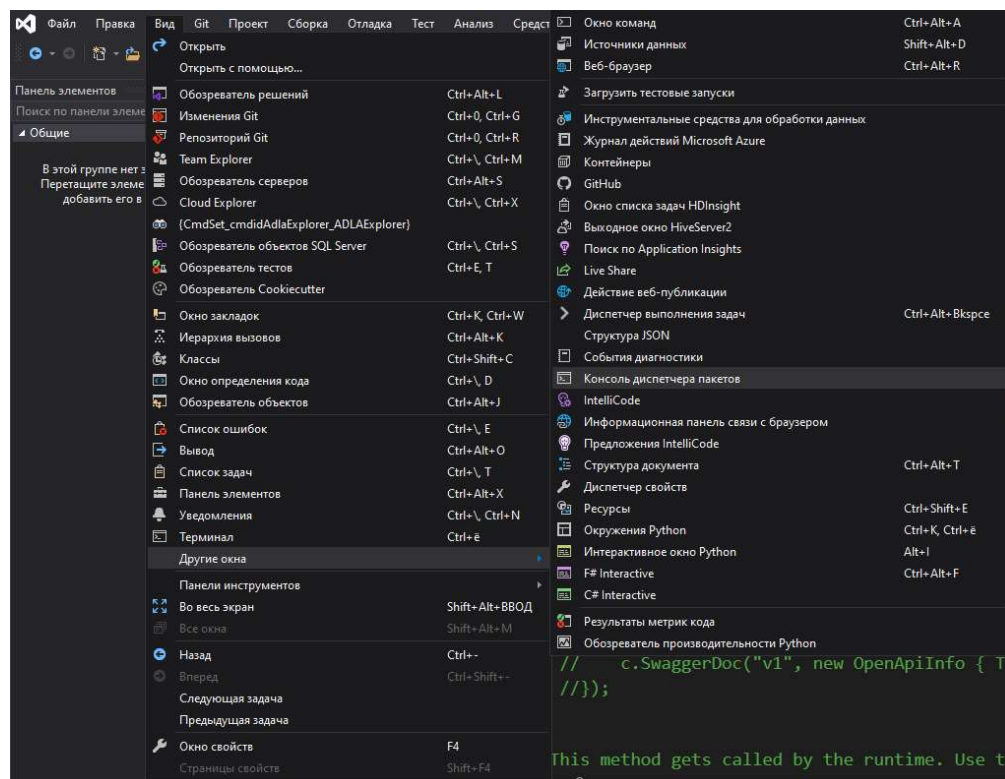 Файл Правка Вид Git Проект Сборка Отладка Тест Анализ Средст
Панель элементов
Поиск по панели элеме
Общие
В этой группе нет
Перетащите элеме
добавить его в
Открыть
Открыть с помощью...
Обозреватель решений Ctrl+Alt+L
Изменения Git Ctrl+0, Ctrl+G
Репозиторий Git Ctrl+0, Ctrl+R
Team Explorer Ctrl+\, Ctrl+M
Обозреватель серверов Ctrl+Alt+S
Cloud Explorer Ctrl+\, Ctrl+X
{CmdSet_cmdidAdlaExplorer_ADLAExplorer}
Обозреватель объектов SQL Server Ctrl+\, Ctrl+S
Обозреватель тестов Ctrl+E, T
Обозреватель Cookiecutter
Окно закладок Ctrl+K, Ctrl+W
Иерархия вызовов Ctrl+Alt+K
Классы Ctrl+Shift+C
Окно определения кода Ctrl+\, D
Обозреватель объектов Ctrl+Alt+J
Список ошибок Ctrl+\, E
Вывод Ctrl+Alt+O
Список задач Ctrl+\, T
Панель элементов Ctrl+Alt+X
Уведомления Ctrl+\, Ctrl+N
Терминал Ctrl+ё
Другие окна
Панели инструментов
Во весь экран Shift+Alt+ВВОД
Все окна Shift+Alt+M
Назад Ctrl+-
Вперед Ctrl+Shift+-
Следующая задача
Предыдущая задача
Окно свойств F4
Страницы свойств Shift+F4
Окно команд Ctrl+Alt+A
Источники данных Shift+Alt+D
Веб-браузер Ctrl+Alt+R
Загрузить тестовые запуски
Инструментальные средства для обработки данных
Журнал действий Microsoft Azure
Контейнеры
GitHub
Окно списка задач HDInsight
Выходное окно HiveServer2
Поиск по Application Insights
Live Share
Действие веб-публикации
Диспетчер выполнения задач Ctrl+Alt+Bkspce
Структура JSON
События диагностики
Консоль диспетчера пакетов
IntelliCode
Информационная панель связи с браузером
Предложения IntelliCode
Структура документа Ctrl+Alt+T
Диспетчер свойств
Ресурсы Ctrl+Shift+E
Окружения Python Ctrl+K, Ctrl+ё
Интерактивное окно Python Alt+I
F# Interactive Ctrl+Alt+F
C# Interactive
Результаты метрик кода
Обозреватель производительности Python
// c.SwaggerDoc("v1", new OpenApiInfo { T
//});
This method gets called by the runtime. Use t